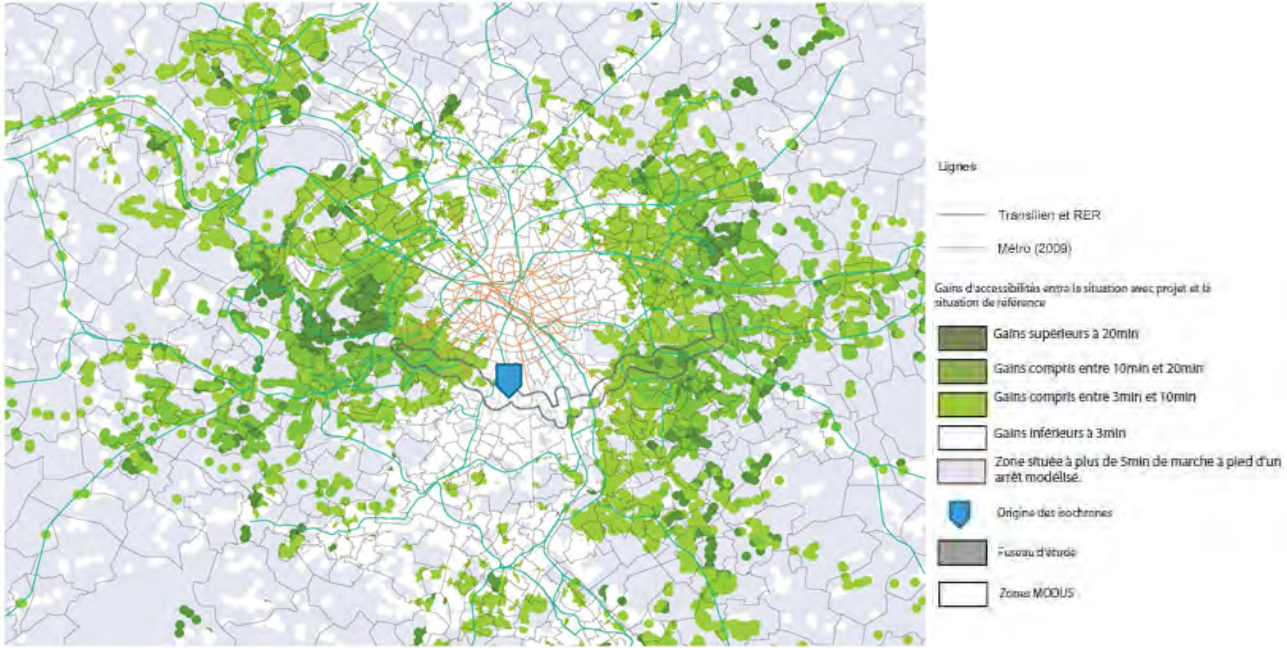 Lignes
Transilien et RER
Métro (2009)
Gains d'accessibilités entre la situation avec projet et la
situation de référence
Gains supérieurs à 20min
Gains compris entre 10min et 20min
Gains compris entre 3min et 10min
Gains inférieurs à 3min
Zone située à plus de 5min de marche à pied d'un
arrêt modélisé.
Origine des isochrones
Fuseau d'étude
Zones MODUS